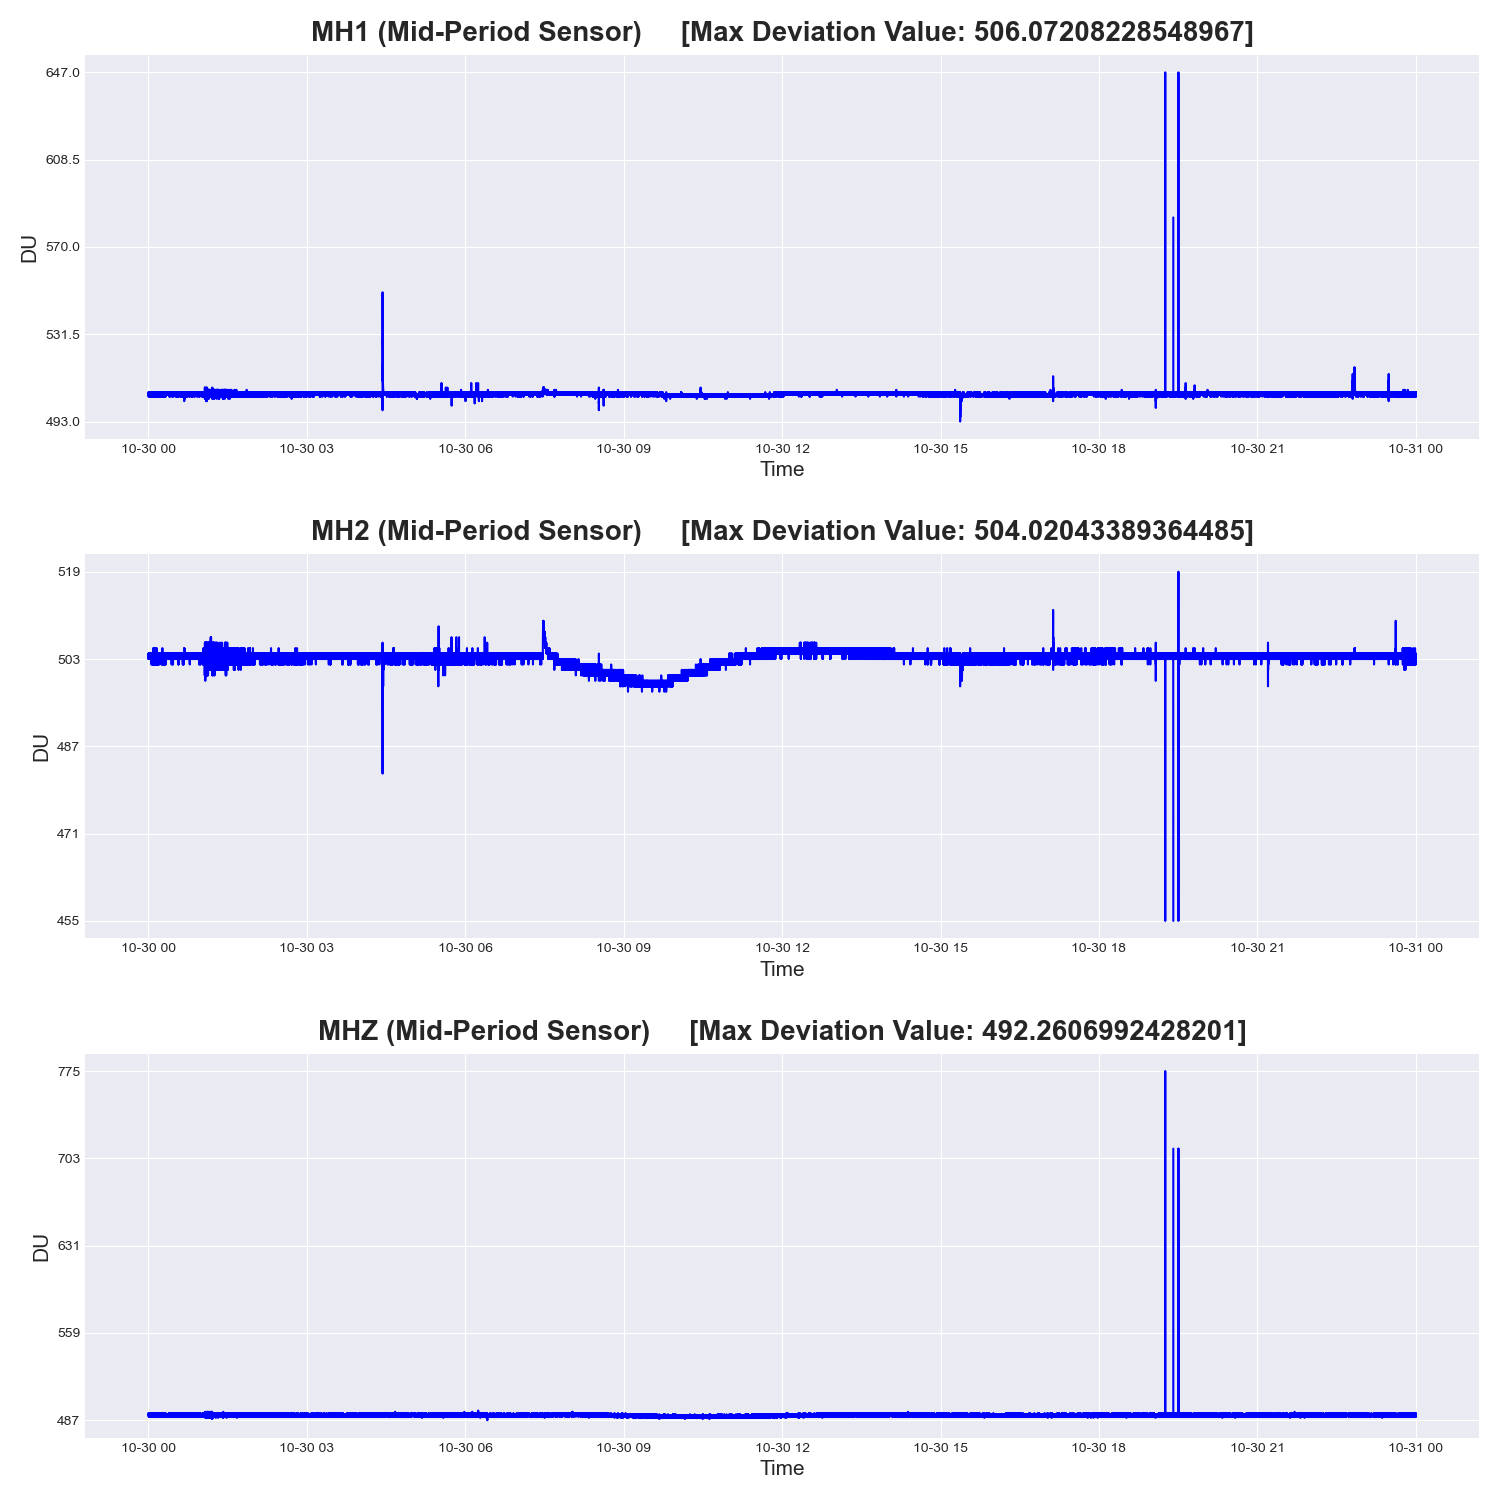 MH1 (Mid-Period Sensor) [Max Deviation Value: 506.07208228548967]
647.0
608.5
570.0
531.5
493.0
DU
10-30 00 10-30 03 10-30 06 10-30 09 10-30 12 10-30 15 10-30 18 10-30 21 10-31 00
Time
MH2 (Mid-Period Sensor) [Max Deviation Value: 504.02043389364485]
519
503
487
471
455
DU
10-30 00 10-30 03 10-30 06 10-30 09 10-30 12 10-30 15 10-30 18 10-30 21 10-31 00
Time
MHZ (Mid-Period Sensor) [Max Deviation Value: 492.2606992428201]
775
703
631
559
487
DU
10-30 00 10-30 03 10-30 06 10-30 09 10-30 12 10-30 15 10-30 18 10-30 21 10-31 00
Time